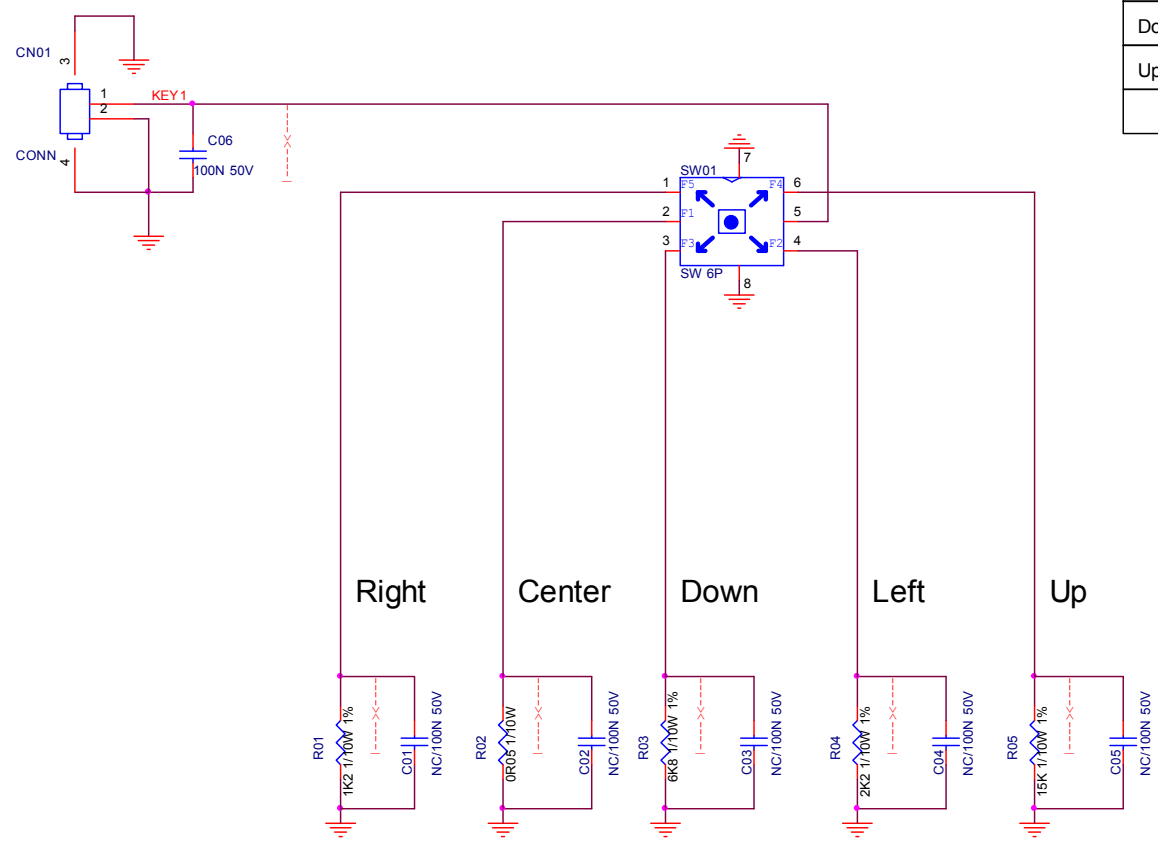 Do
Up
CN01
3
1
KEY1
2
C06
CONN
4
100N 50V
7
SW01
1
F5
F4
6
2
F1
5
3
F3
F2
4
SW 6P
8
Right
Center
Down
Left
Up
R01
1K2 1/10W 1%
C01
NC/100N 50V
R02
0R05 1/10W
C02
NC/100N 50V
R03
6K8 1/10W 1%
C03
NC/100N 50V
R04
2K2 1/10W 1%
C04
NC/100N 50V
R05
15K 1/10W 1%
C05
NC/100N 50V